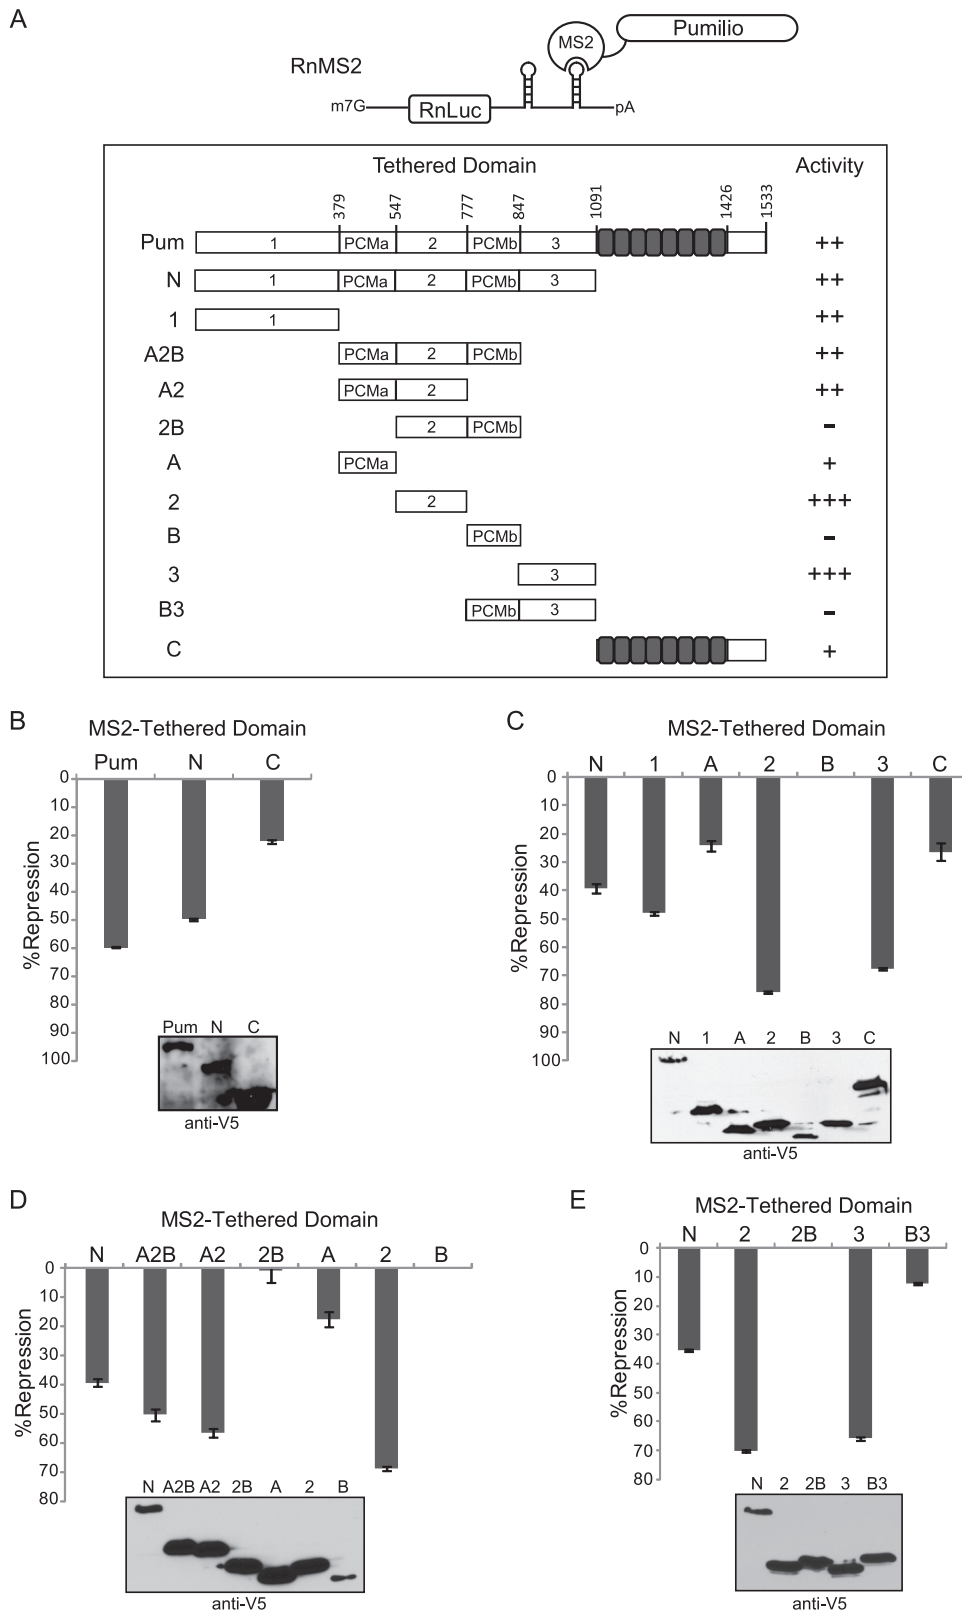 A
RnMS2
MS2
Pumilio
m7G
RnLuc
pA
Tethered Domain
Activity
379 547 777 847 1091 1426 1533
Pum 1 PCMa 2 PCMb 3 ++
N 1 PCMa 2 PCMb 3 ++
1 1 ++
A2B PCMa 2 PCMb ++
A2 PCMa 2 ++
2B 2 PCMb -
A PCMa +
2 2 +++
B PCMb -
3 3 +++
B3 PCMb 3 -
C +
B
MS2-Tethered Domain
Pum N C
%Repression
0
10
20
30
40
50
60
70
80
90
100
Pum N C
anti-V5
C
MS2-Tethered Domain
N 1 A 2 B 3 C
%Repression
0
10
20
30
40
50
60
70
80
90
100
N 1 A 2 B 3 C
anti-V5
D
MS2-Tethered Domain
N A2B A2 2B A 2 B
%Repression
0
10
20
30
40
50
60
70
80
N A2B A2 2B A 2 B
anti-V5
E
MS2-Tethered Domain
N 2 2B 3 B3
%Repression
0
10
20
30
40
50
60
70
80
N 2 2B 3 B3
anti-V5